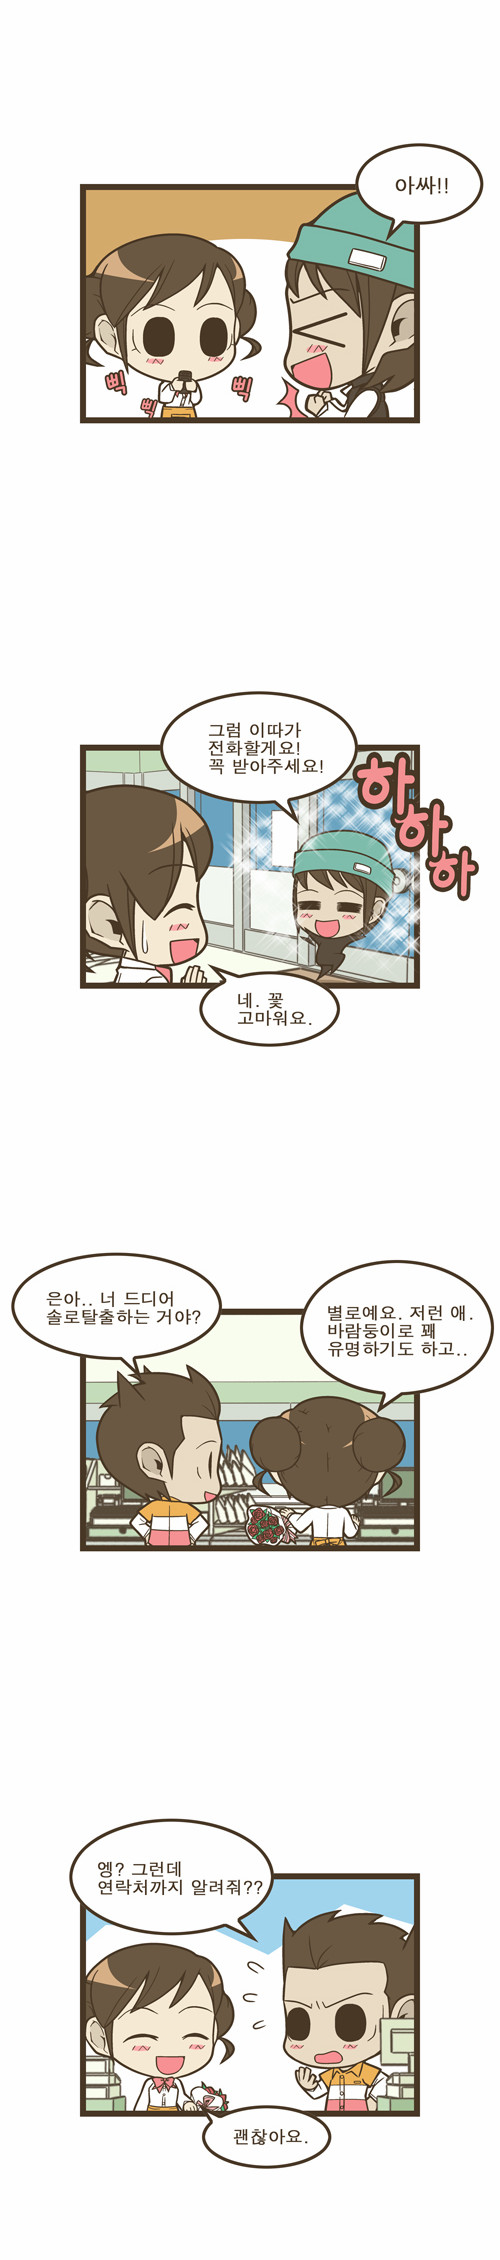 아싸!!
삑
삑
삑
그럼 이따가
전화할게요!
꼭 받아주세요!
하
하
하
네. 꽃
고마워요.
은아.. 너 드디어
솔로탈출하는 거야?
별로예요. 저런 애.
바람둥이로 꽤
유명하기도 하고..
엥? 그런데
연락처까지 알려줘??
괜찮아요.